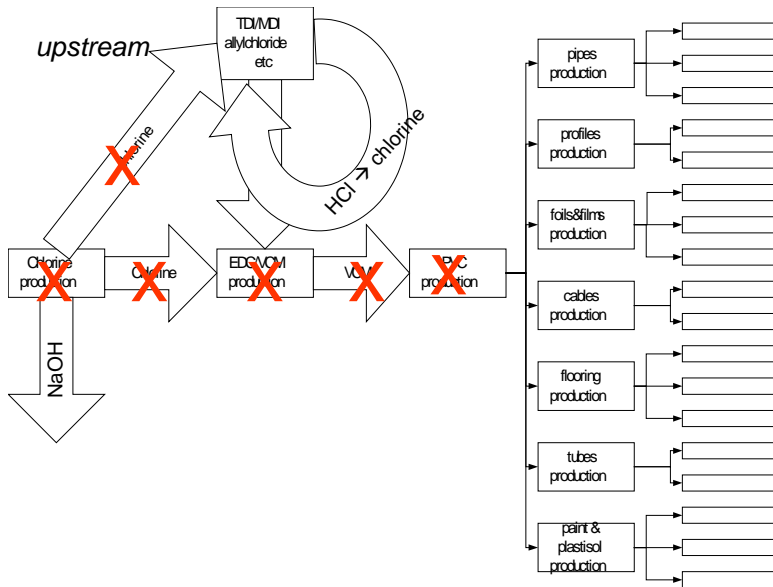 upstream
TDI/MDI
allylchloride
etc
chlorine
HCl → chlorine
Chlorine
production
Chlorine
EDC/VCM
production
VCM
PVC
production
NaOH
pipes
production
profiles
production
foils&films
production
cables
production
flooring
production
tubes
production
paint &
plastisol
production